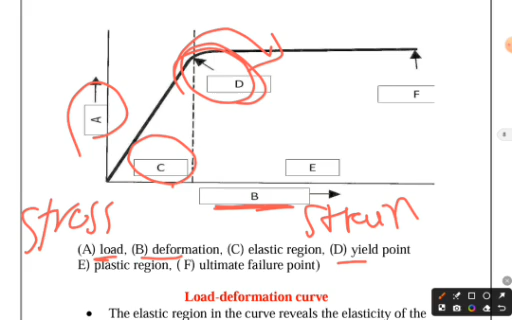 D
A
F
C
E
B
stress
strain
(A) load, (B) deformation, (C) elastic region, (D) yield point
E) plastic region, ( F) ultimate failure point)
Load-deformation curve
• The elastic region in the curve reveals the elasticity of the